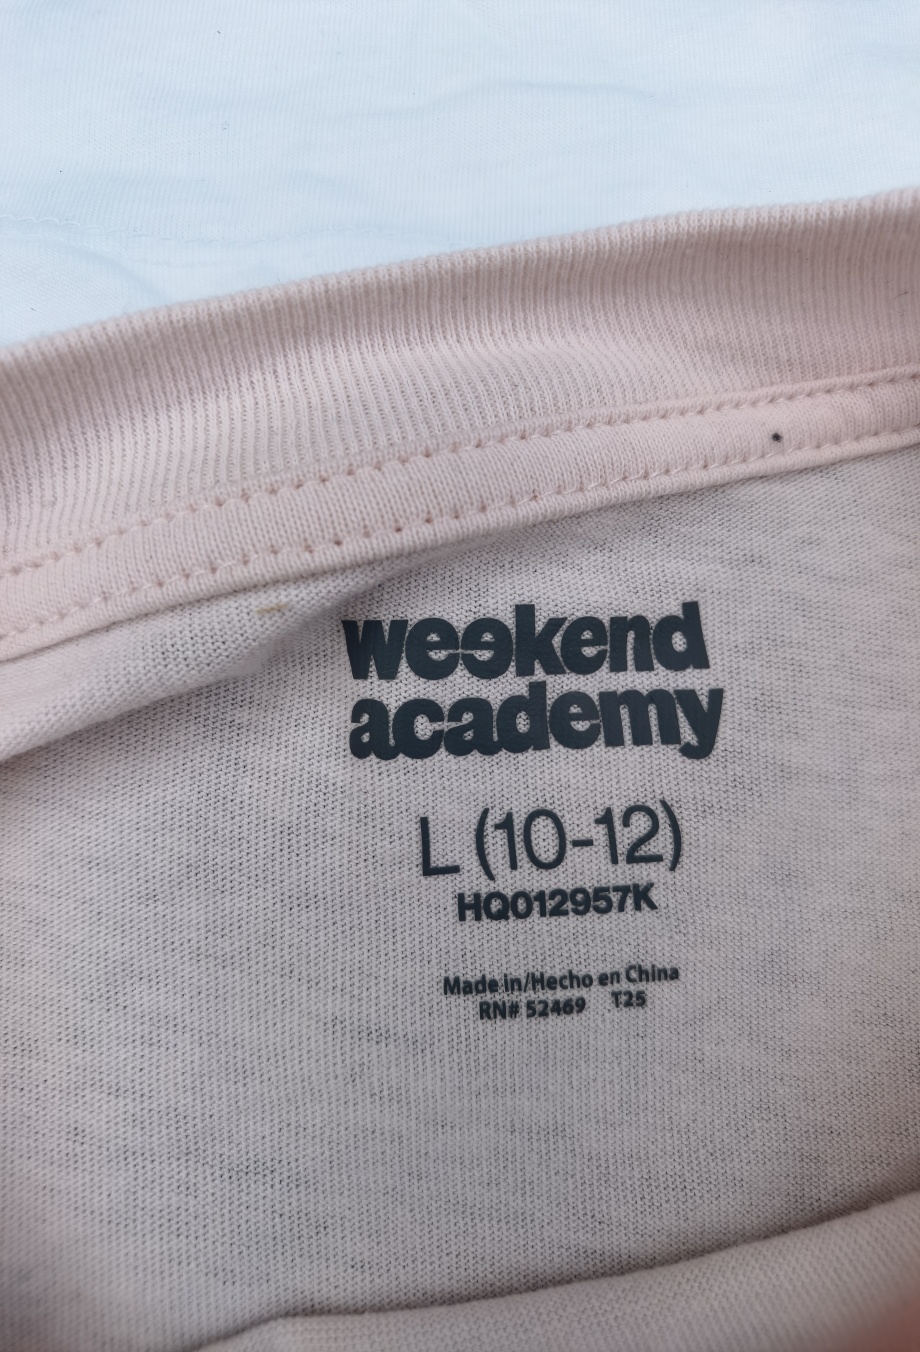 weekend
academy
L (10-12)
HQ012957K
Made in/Hecho en China
RN# 52469 T25